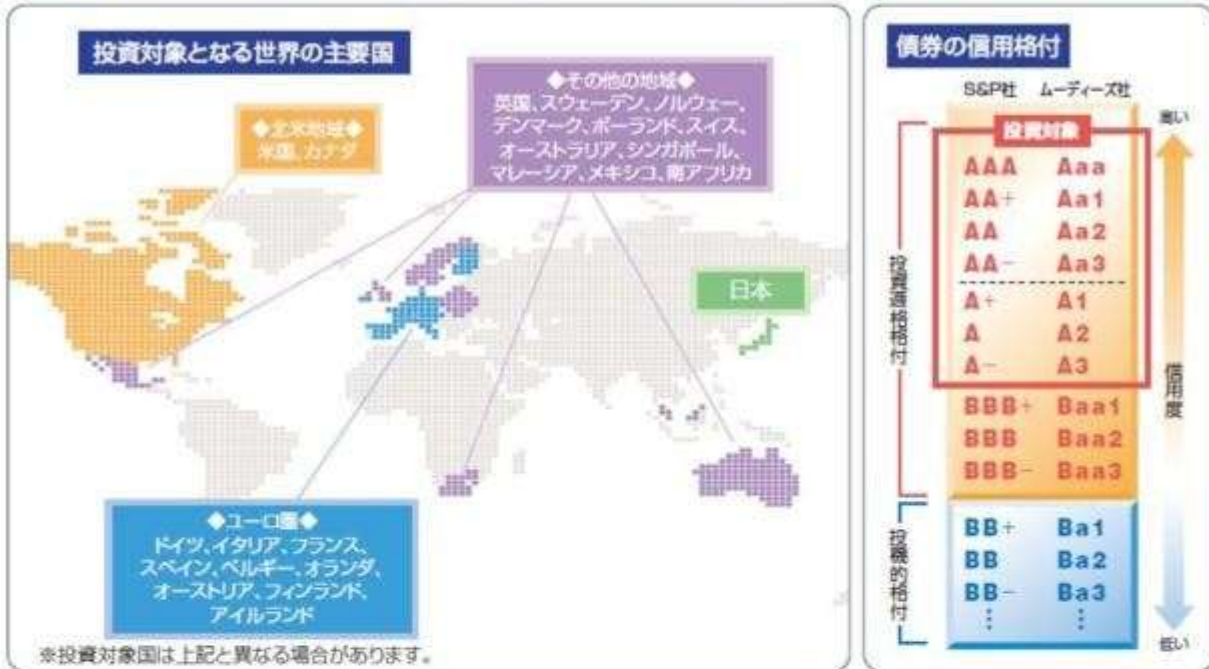 投資対象となる世界の主要国
◆北米地域◆
米国、カナダ
◆その他の地域◆
英国、スウェーデン、ノルウェー、
デンマーク、ポーランド、スイス、
オーストラリア、シンガポール、
マレーシア、メキシコ、南アフリカ
日本
◆ユーロ圏◆
ドイツ、イタリア、フランス、
スペイン、ベルギー、オランダ、
オーストリア、フィンランド、
アイルランド
※投資対象国は上記と異なる場合があります。
債券の信用格付
S&P社 ムーディーズ社
投資対象
AAA Aaa
AA+ Aa1
AA Aa2
AA- Aa3
A+ A1
A A2
A- A3
BBB+ Baa1
BBB Baa2
BBB- Baa3
BB+ Ba1
BB Ba2
BB- Ba3
⋮ ⋮
投資適格格付
投機的格付
高い
信用度
低い